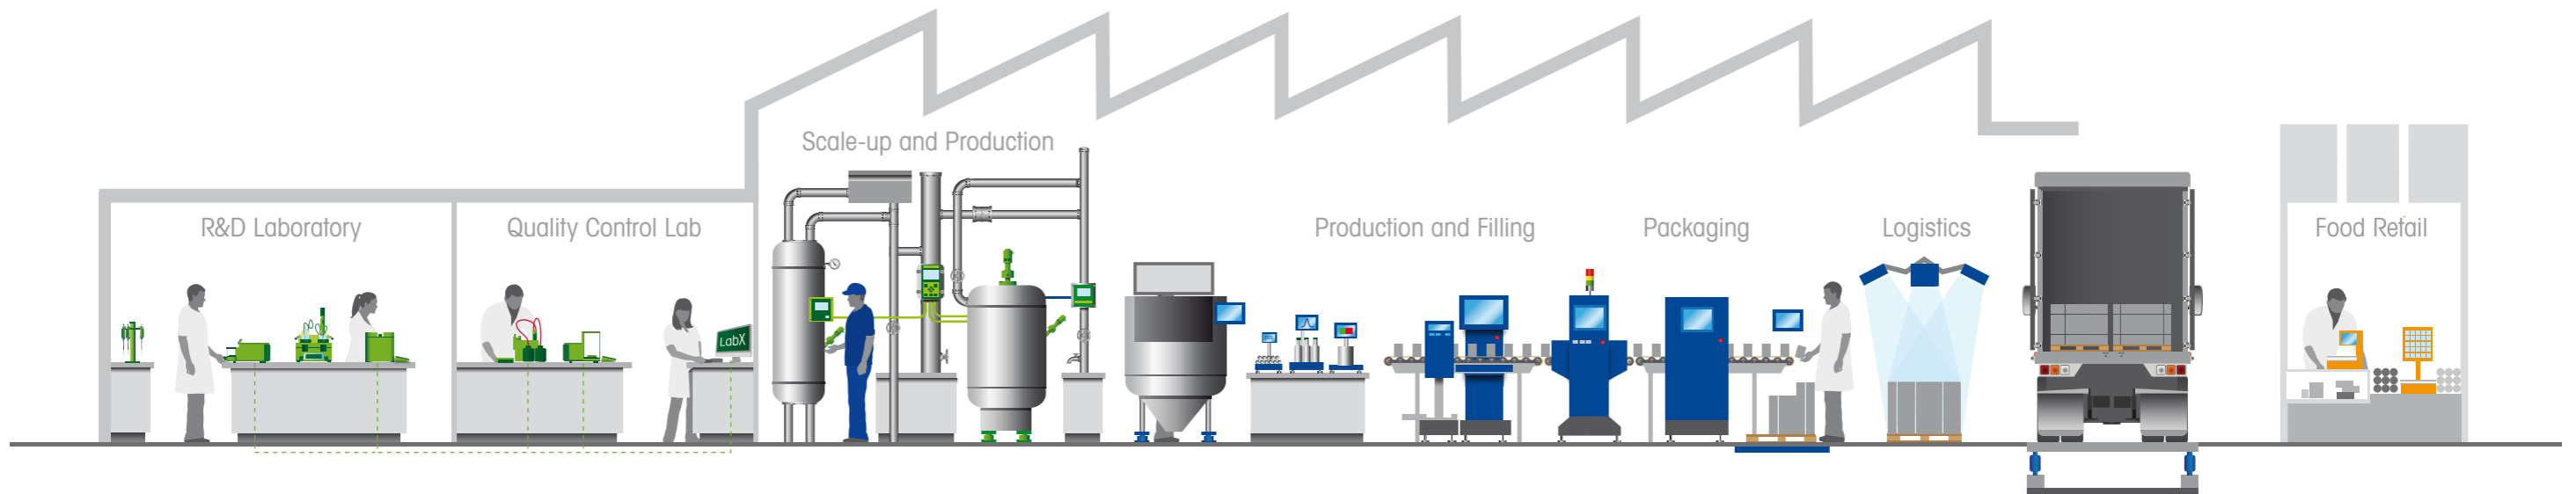 Scale-up and Production
R&D Laboratory
Quality Control Lab
Production and Filling
Packaging
Logistics
Food Retail
LabX